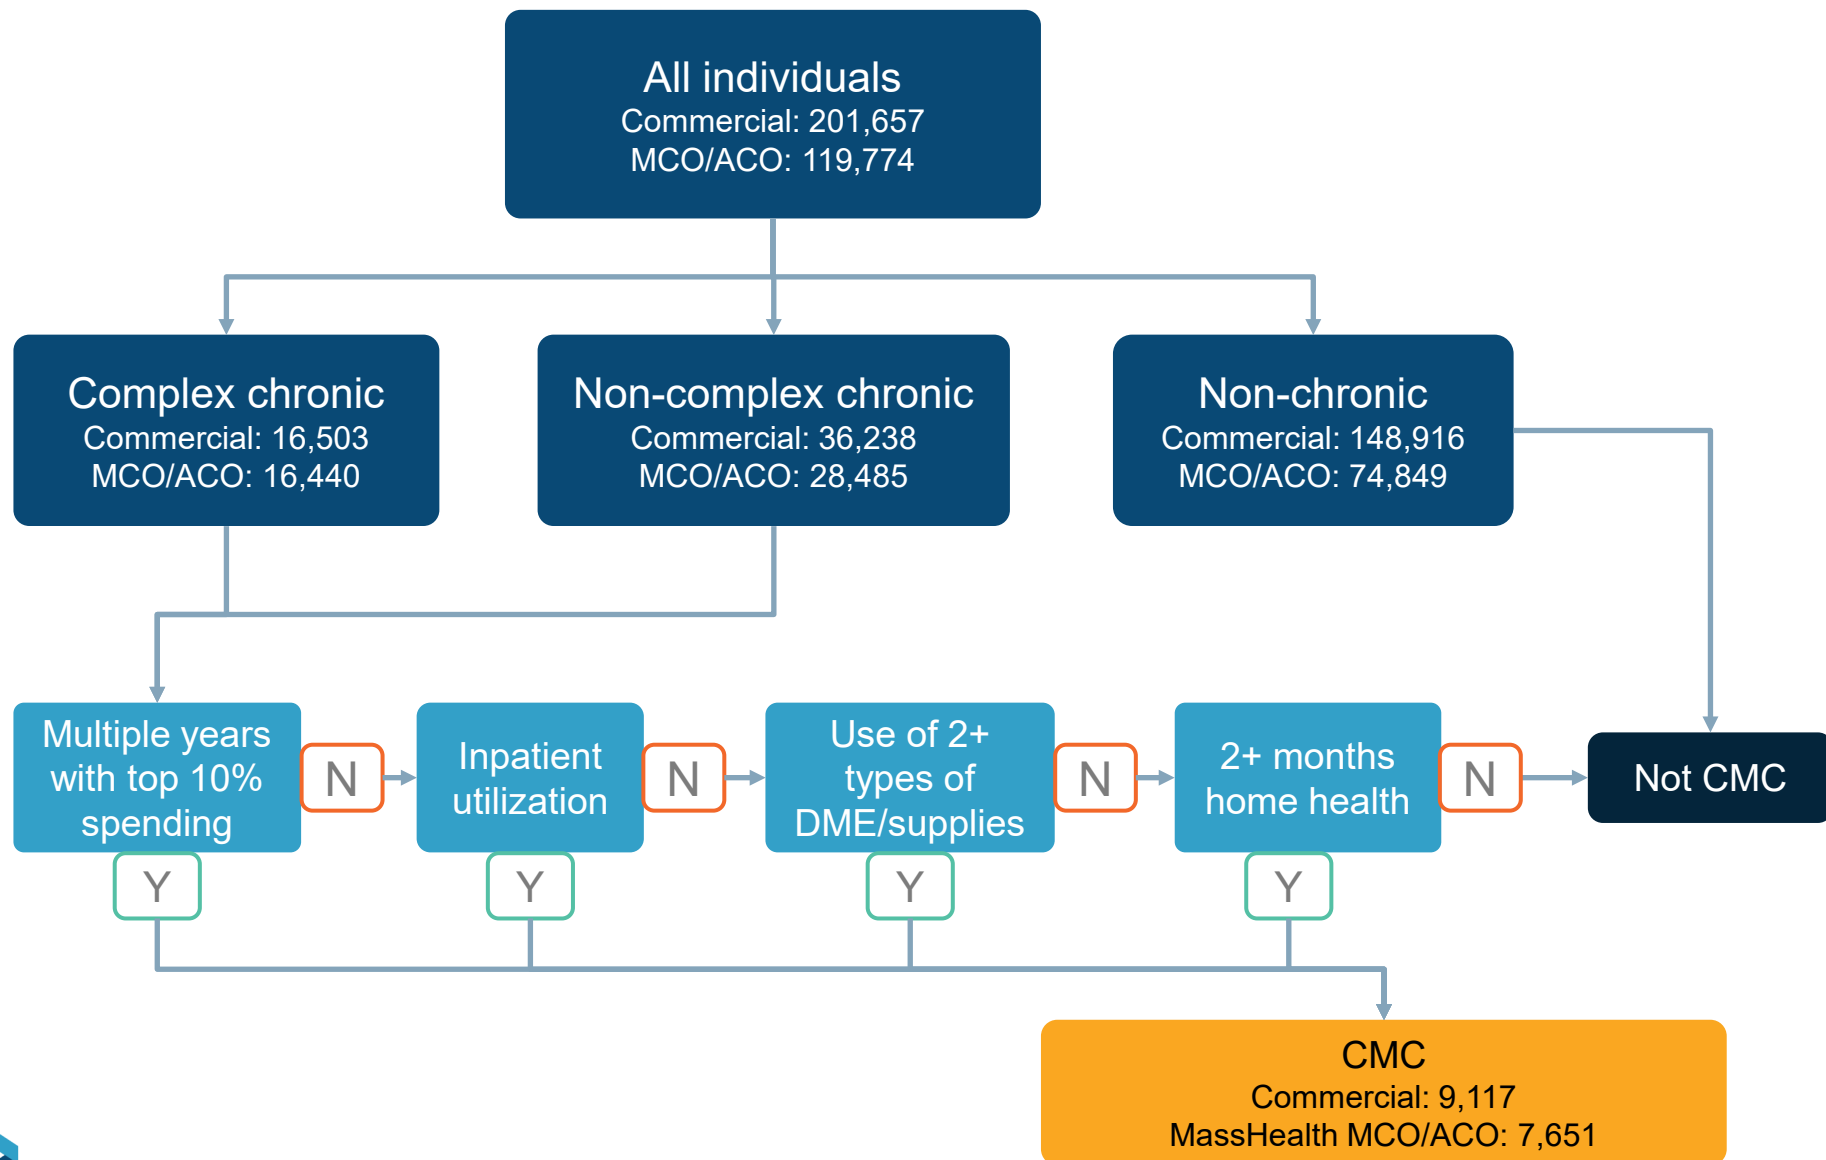 All individuals
Commercial: 201,657
MCO/ACO: 119,774
Complex chronic
Commercial: 16,503
MCO/ACO: 16,440
Non-complex chronic
Commercial: 36,238
MCO/ACO: 28,485
Non-chronic
Commercial: 148,916
MCO/ACO: 74,849
Multiple years
with top 10%
spending
N
Y
Inpatient
utilization
N
Y
Use of 2+
types of
DME/supplies
N
Y
2+ months
home health
N
Y
Not CMC
CMC
Commercial: 9,117
MassHealth MCO/ACO: 7,651